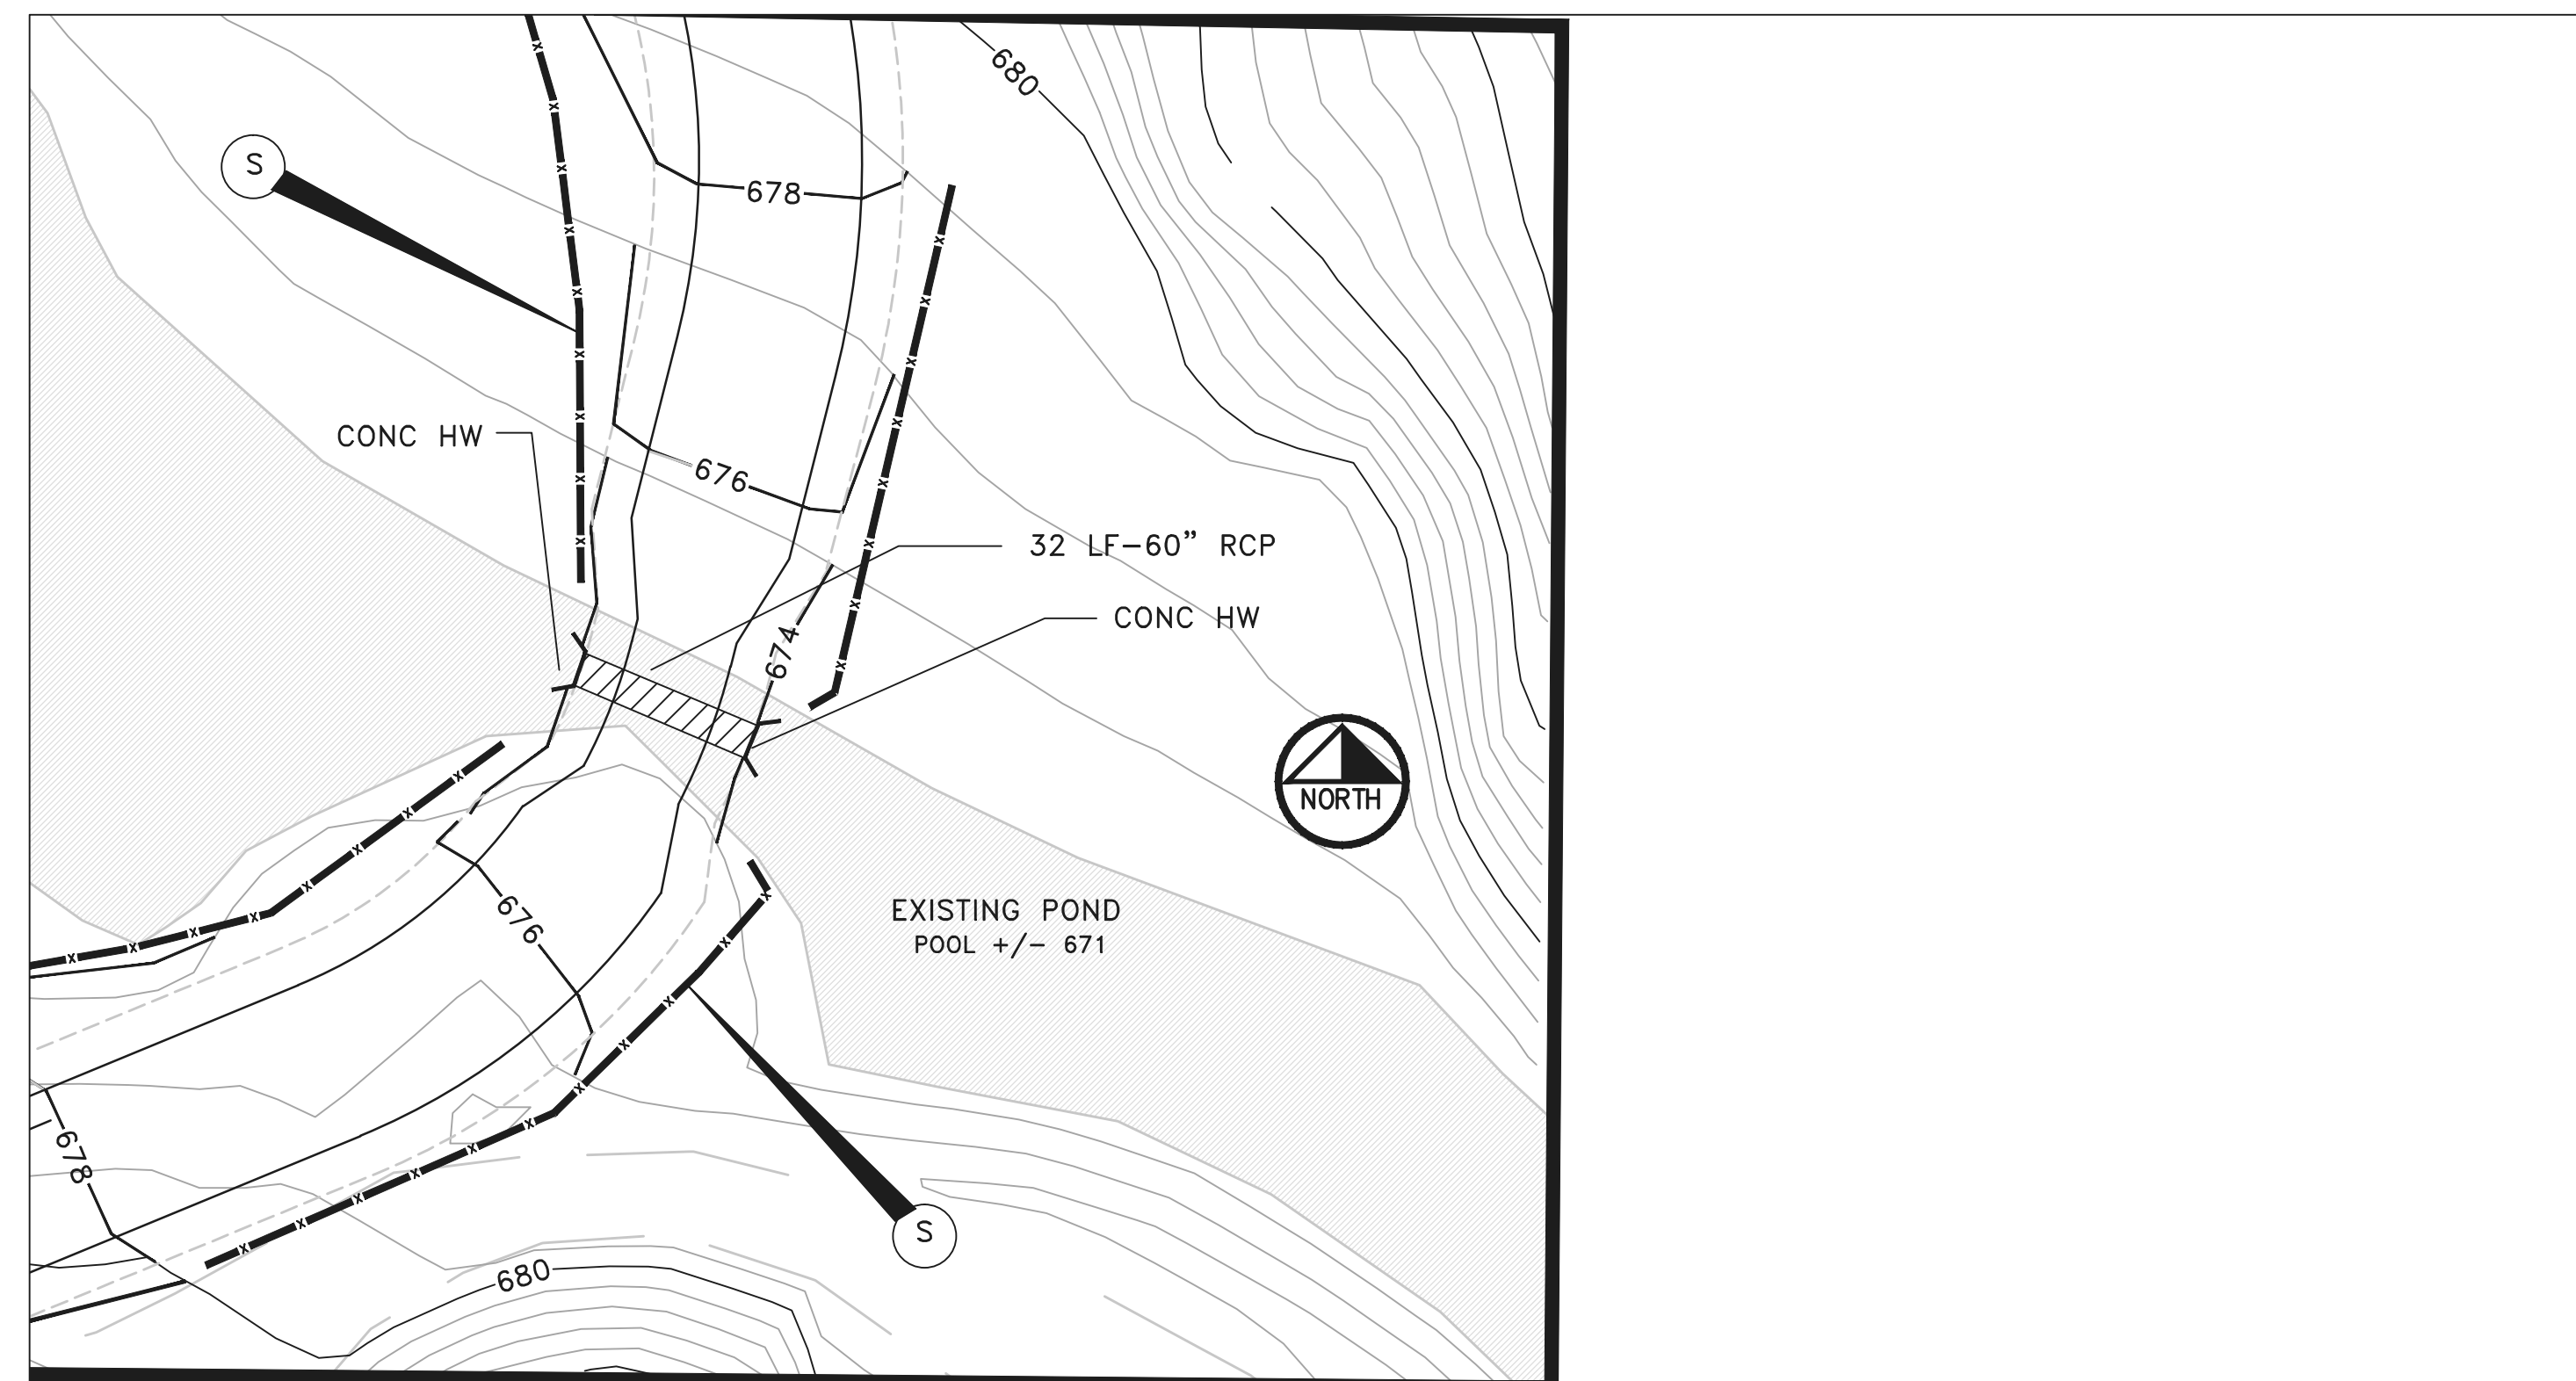 680
S
678
CONC HW
676
32 LF-60” RCP
CONC HW
674
NORTH
676
EXISTING POND
POOL +/- 671
678
S
680